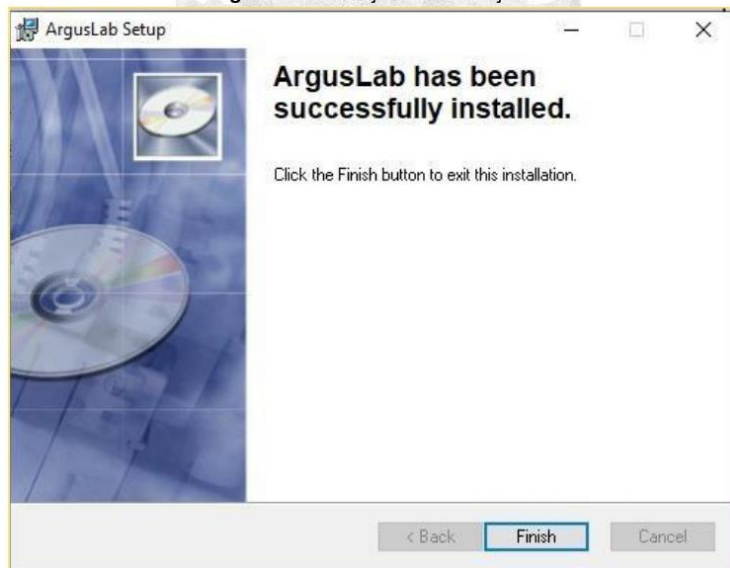 ArgusLab Setup
ArgusLab has been
successfully installed.
Click the Finish button to exit this installation.
< Back
Finish
Cancel